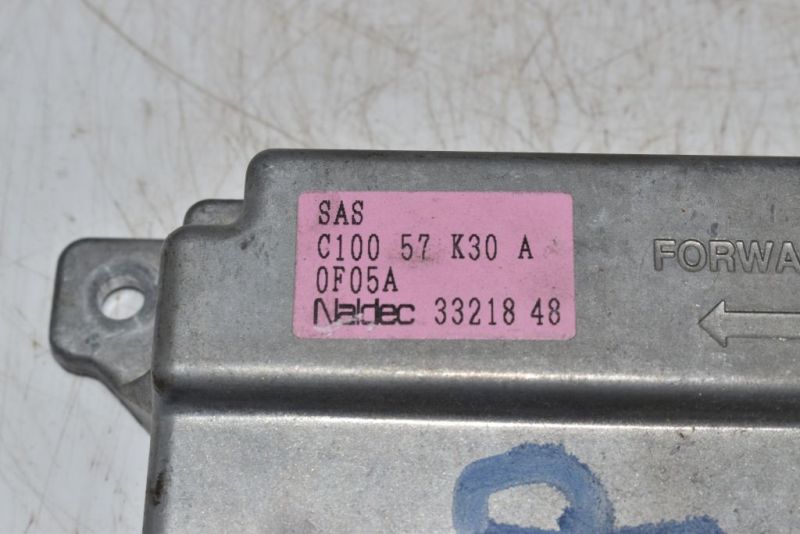 SAS
C100 57 K30 A
0F05A
Naldec 33218 48
FORWA